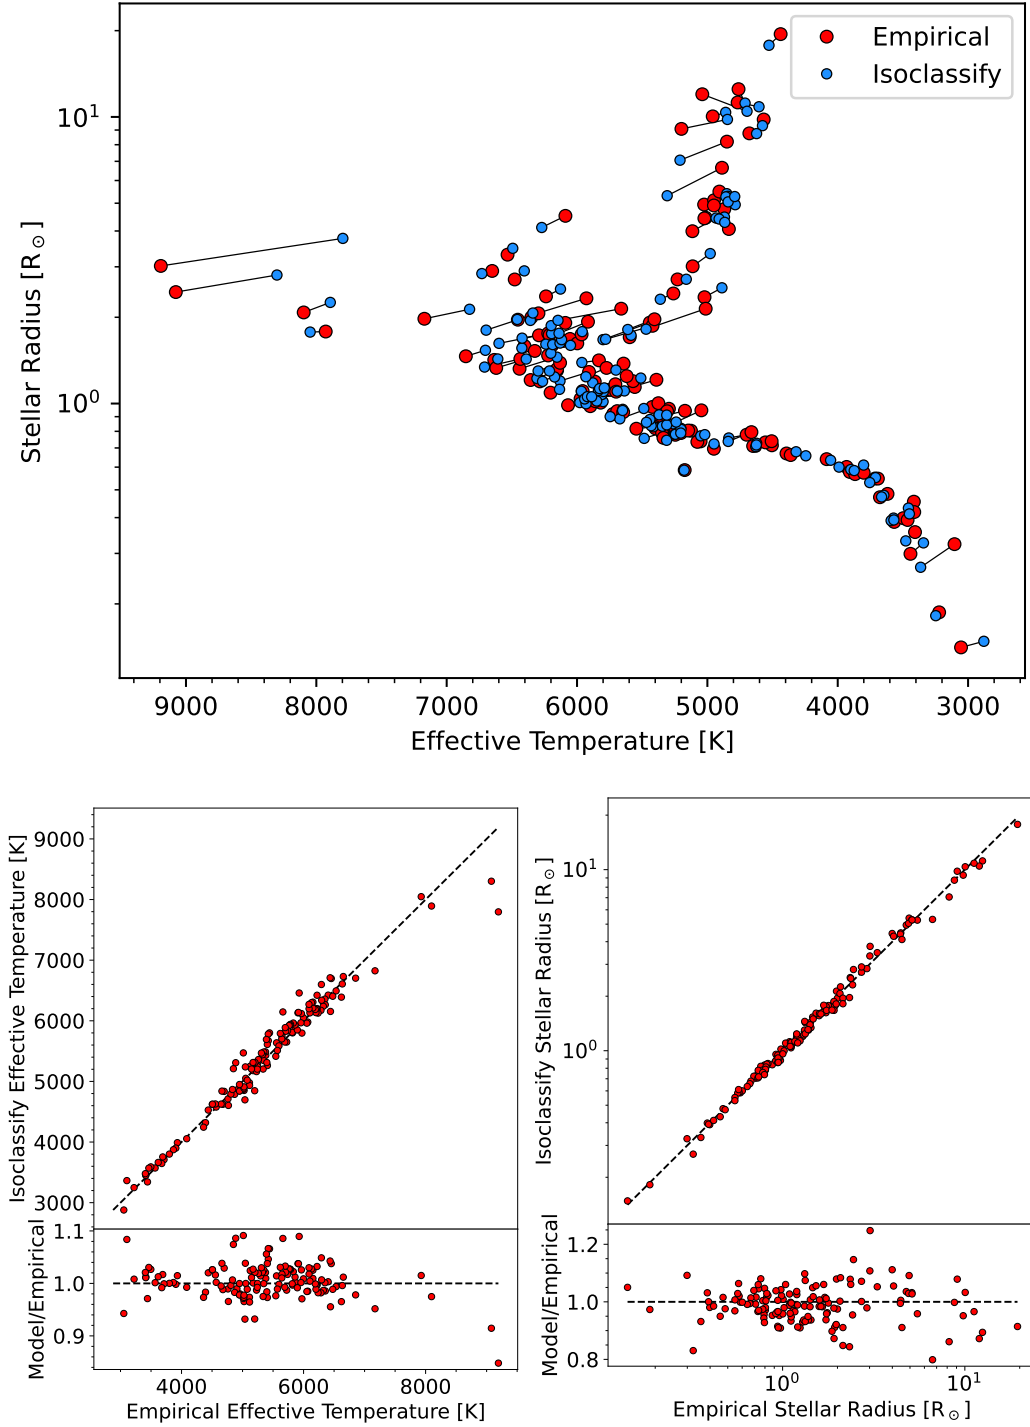 Empirical
Isoclassify
10¹
10⁰
Stellar Radius [R⊙]
9000 8000 7000 6000 5000 4000 3000
Effective Temperature [K]
9000
8000
7000
6000
5000
4000
3000
Isoclassify Effective Temperature [K]
1.1
1.0
0.9
Model/Empirical
4000 6000 8000
Empirical Effective Temperature [K]
10¹
10⁰
Isoclassify Stellar Radius [R⊙]
1.2
1.0
0.8
Model/Empirical
10⁰ 10¹
Empirical Stellar Radius [R⊙]